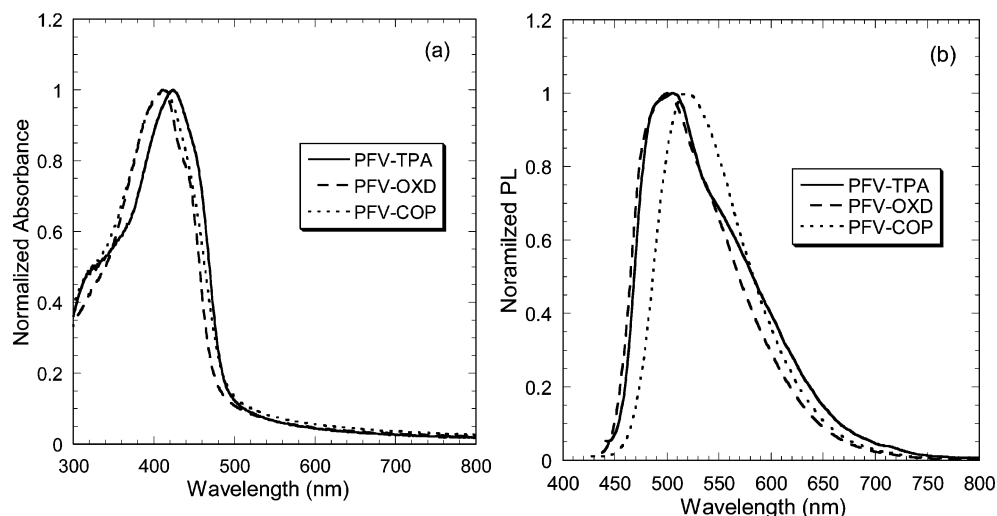 (a)
Normalized Absorbance
1.2
1
0.8
0.6
0.4
0.2
0
PFV-TPA
PFV-OXD
PFV-COP
300 400 500 600 700 800
Wavelength (nm)
(b)
Noramilzed PL
1.2
1
0.8
0.6
0.4
0.2
0
PFV-TPA
PFV-OXD
PFV-COP
400 450 500 550 600 650 700 750 800
Wavelength (nm)